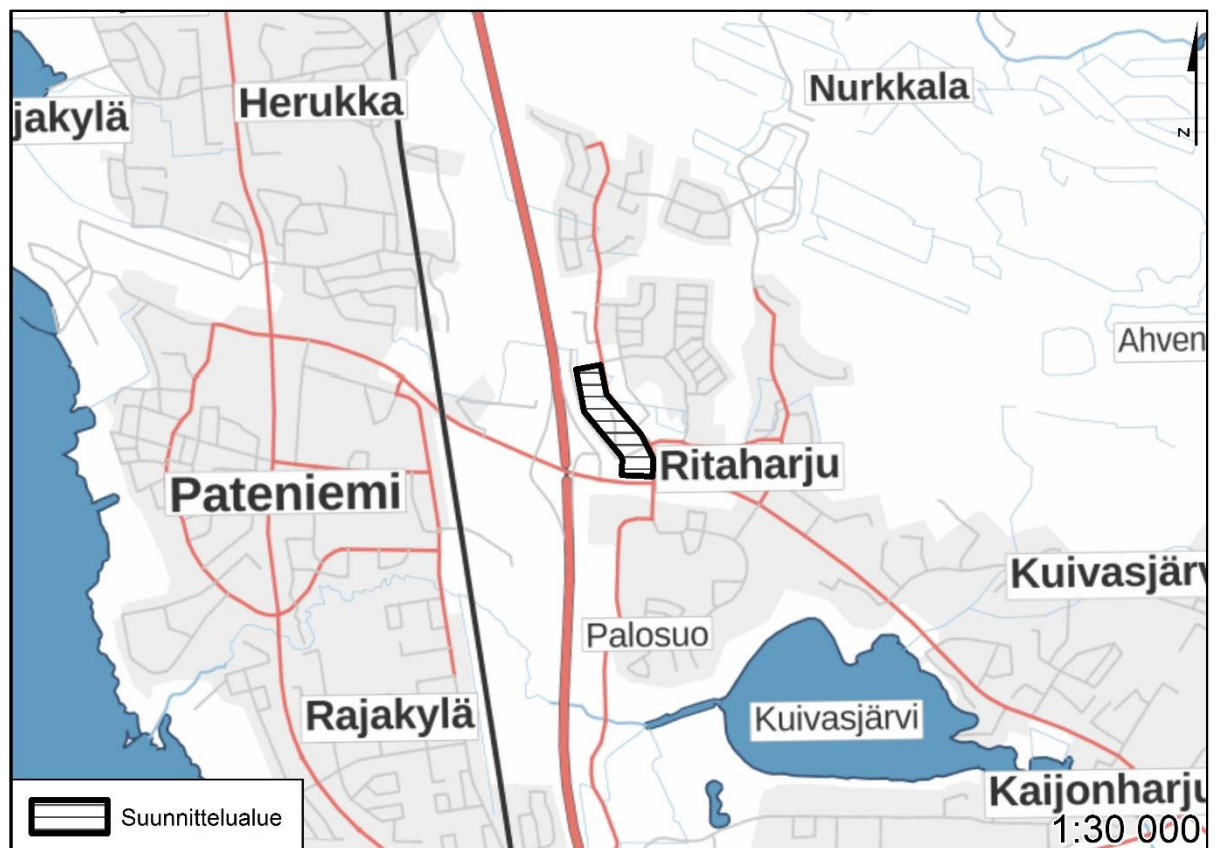 Nurkkala
Herukka
jakylä
N
Ahven
Ritaharju
Pateniemi
Kuivasjärv
Palosuo
Rajakylä
Kuivasjärvi
Kaijonharju
Suunnittelualue
1:30 000